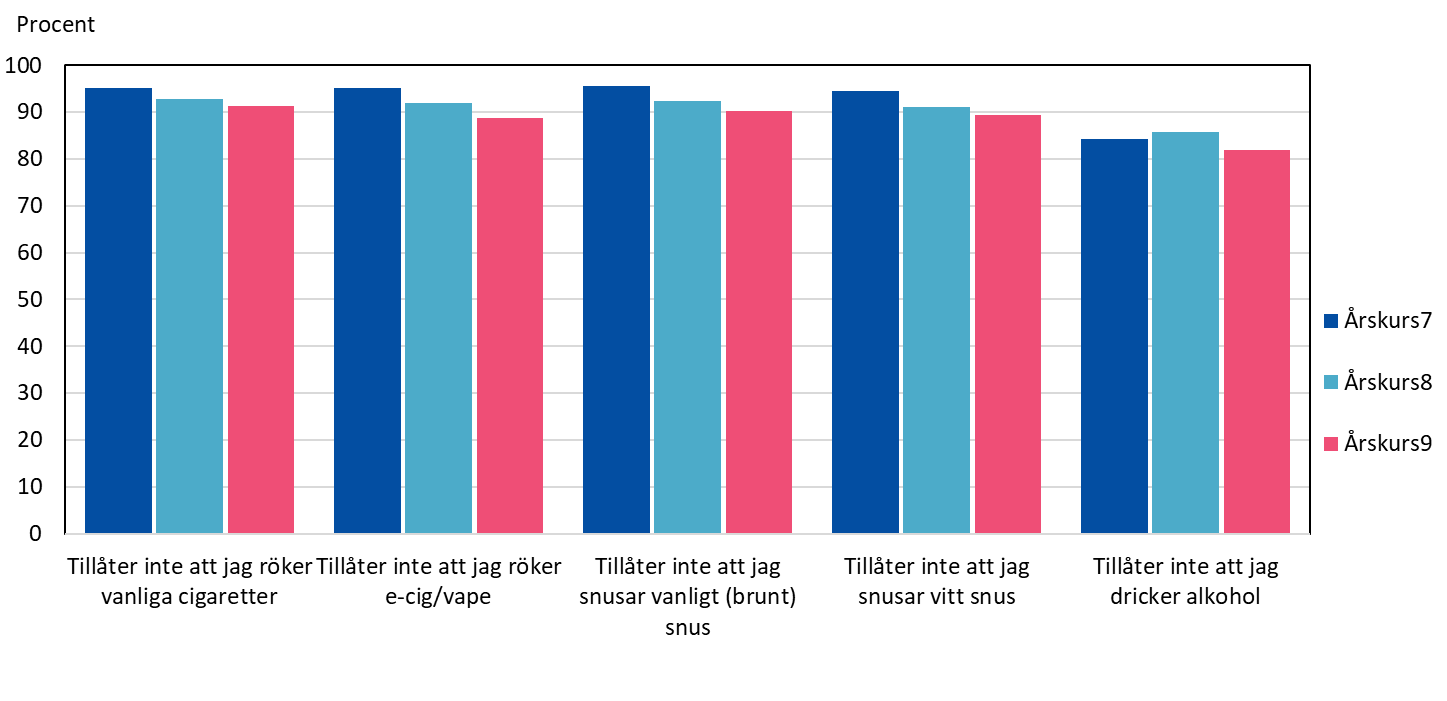 Procent
100
90
80
70
60
50
40
30
20
10
0
Tillåter inte att jag röker
vanliga cigaretter
Tillåter inte att jag röker
e-cig/vape
Tillåter inte att jag
snusar vanligt (brunt)
snus
Tillåter inte att jag
snusar vitt snus
Tillåter inte att jag
dricker alkohol
Årskurs7
Årskurs8
Årskurs9